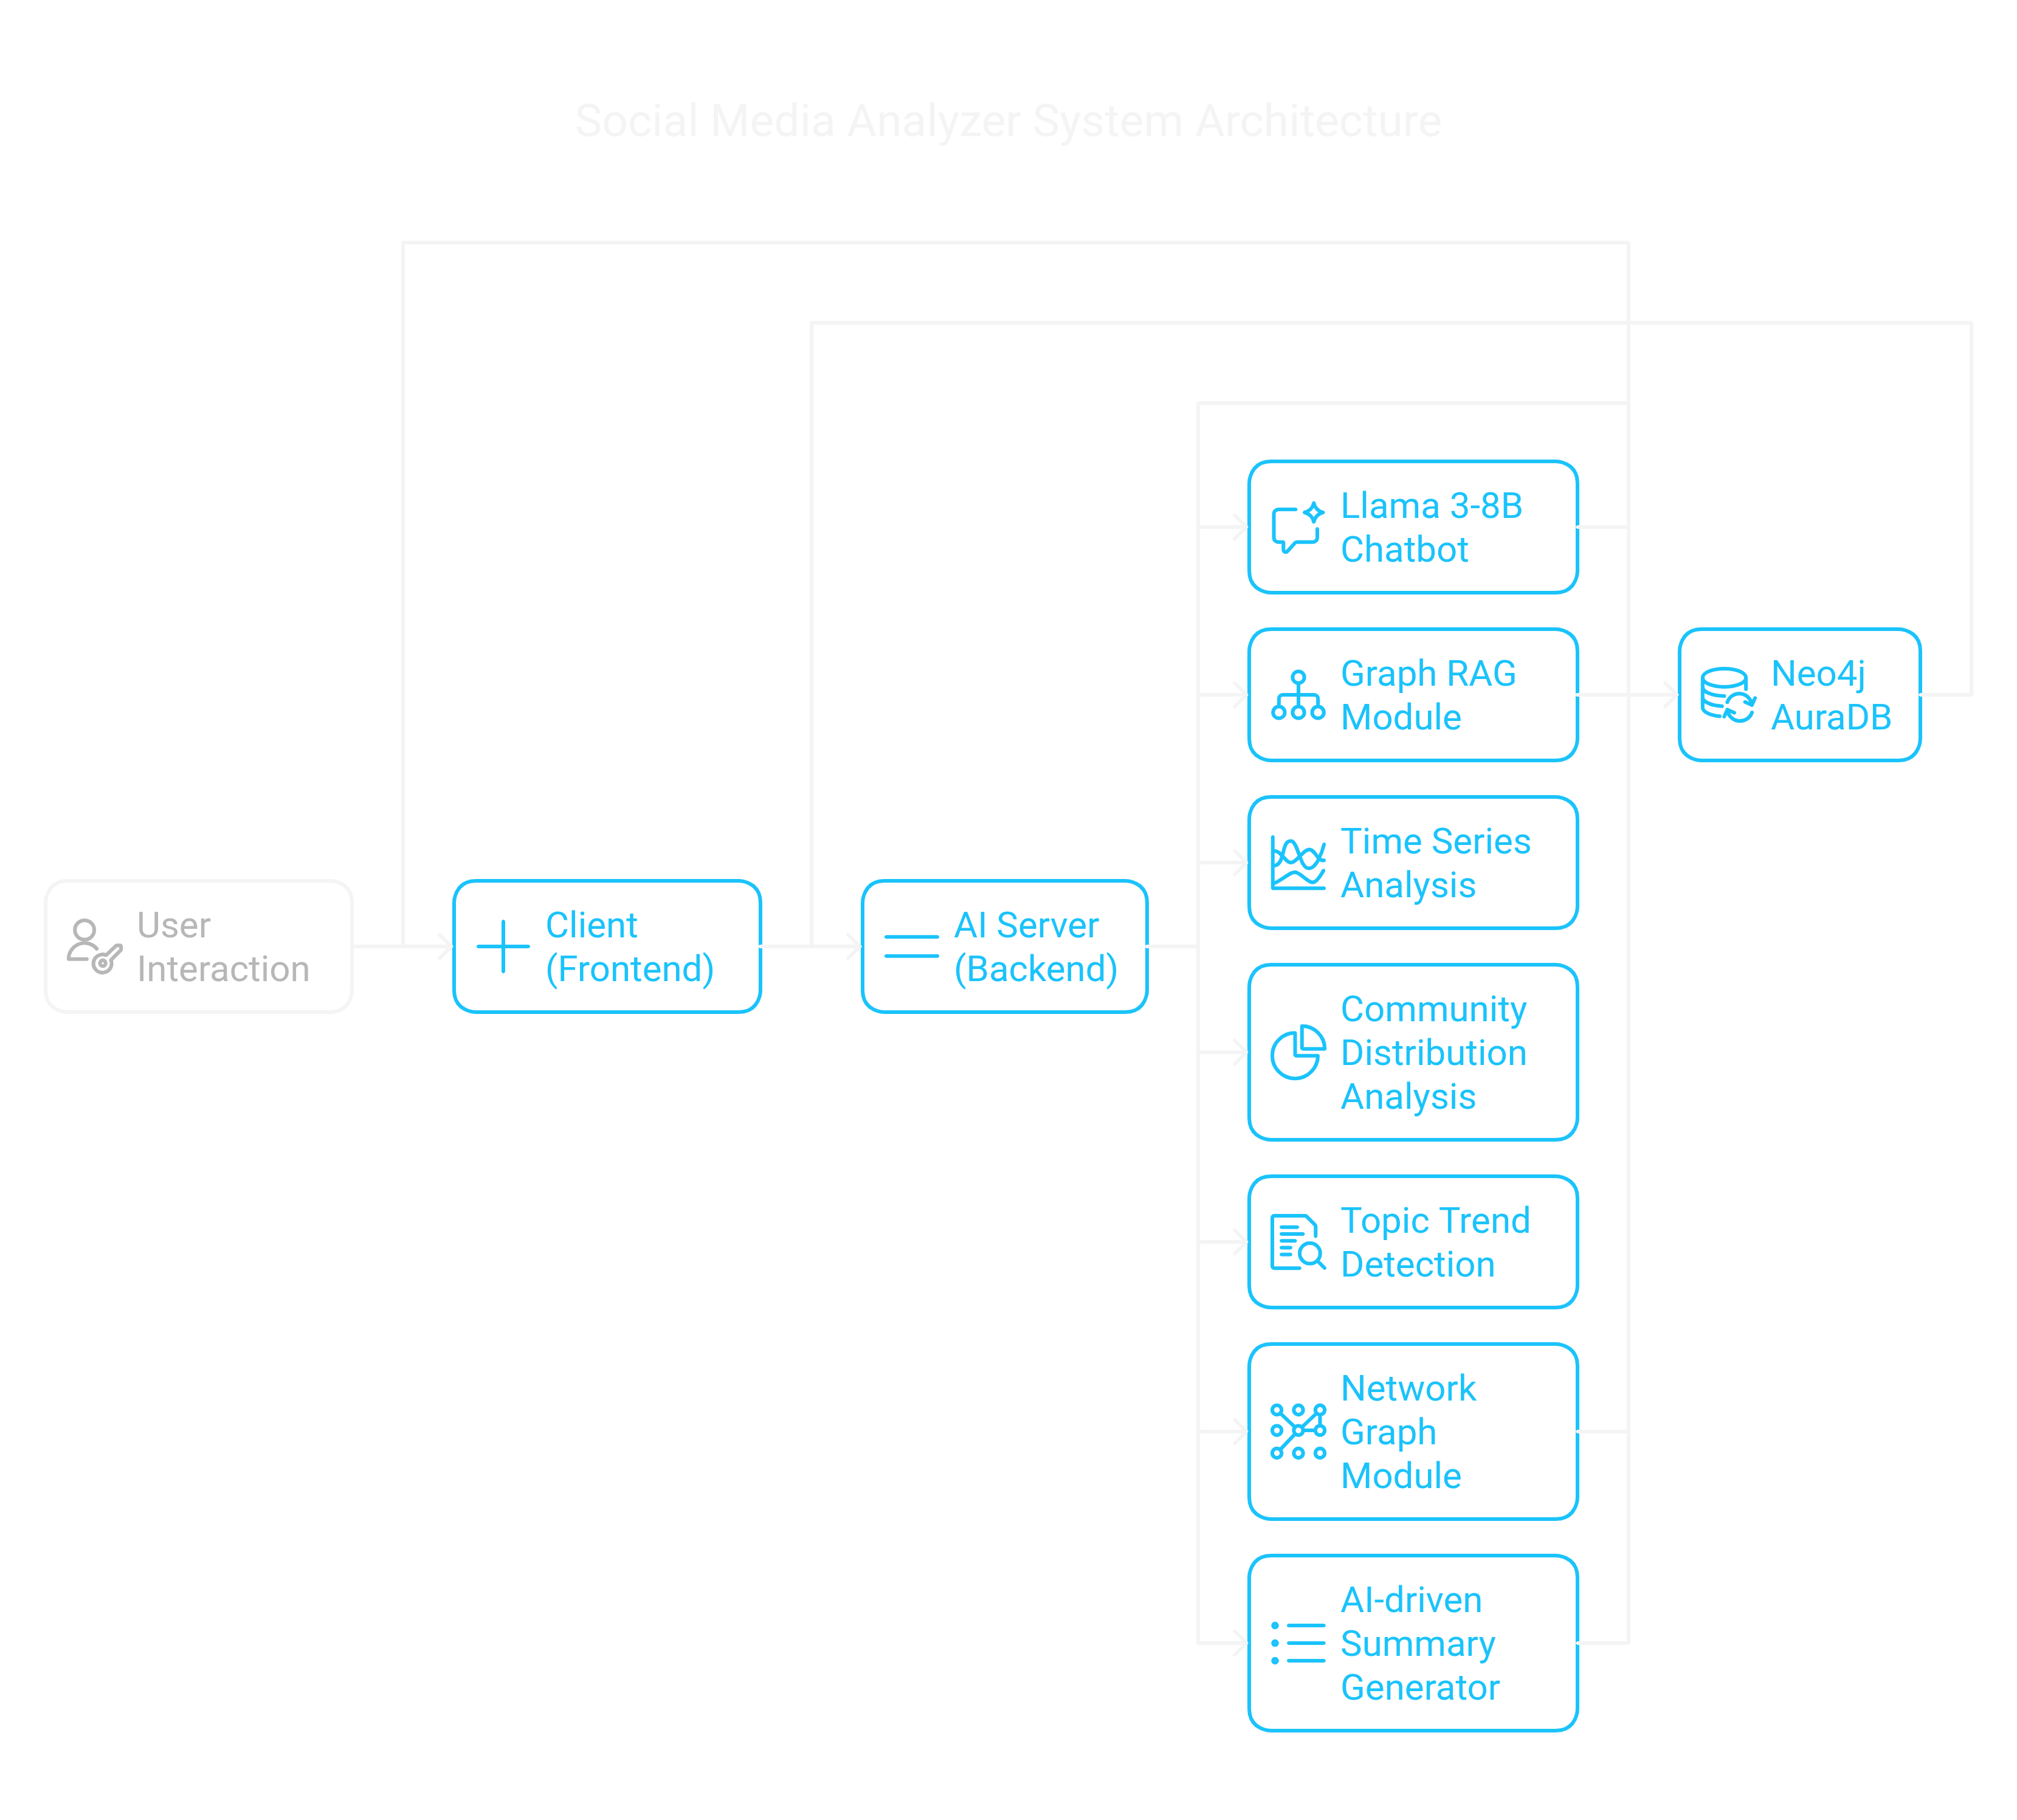 Social Media Analyzer System Architecture
Llama 3-8B
Chatbot
Graph RAG
Module
Neo4j
AuraDB
Time Series
Analysis
User
Interaction
Client
(Frontend)
AI Server
(Backend)
Community
Distribution
Analysis
Topic Trend
Detection
Network
Graph
Module
AI-driven
Summary
Generator